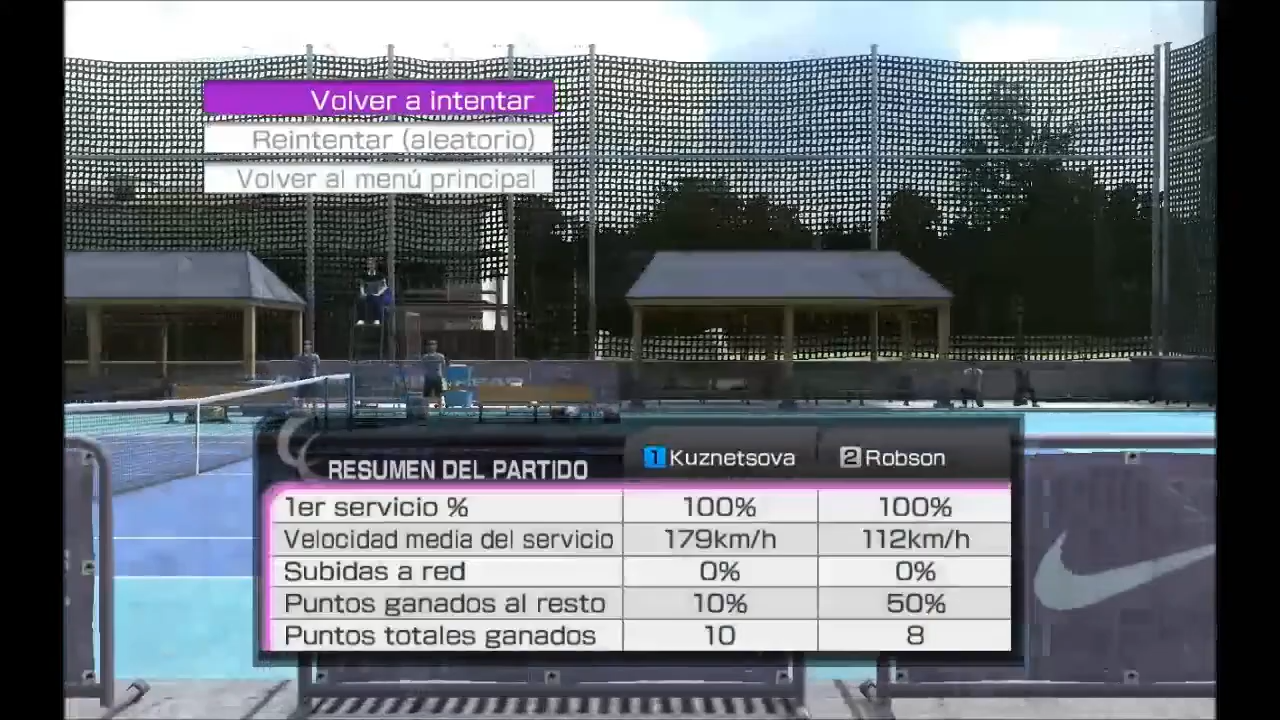 Volver a intentar
Reintentar (aleatorio)
Volver al menú principal
RESUMEN DEL PARTIDO 1 Kuznetsova 2 Robson
1er servicio % 100% 100%
Velocidad media del servicio 179km/h 112km/h
Subidas a red 0% 0%
Puntos ganados al resto 10% 50%
Puntos totales ganados 10 8